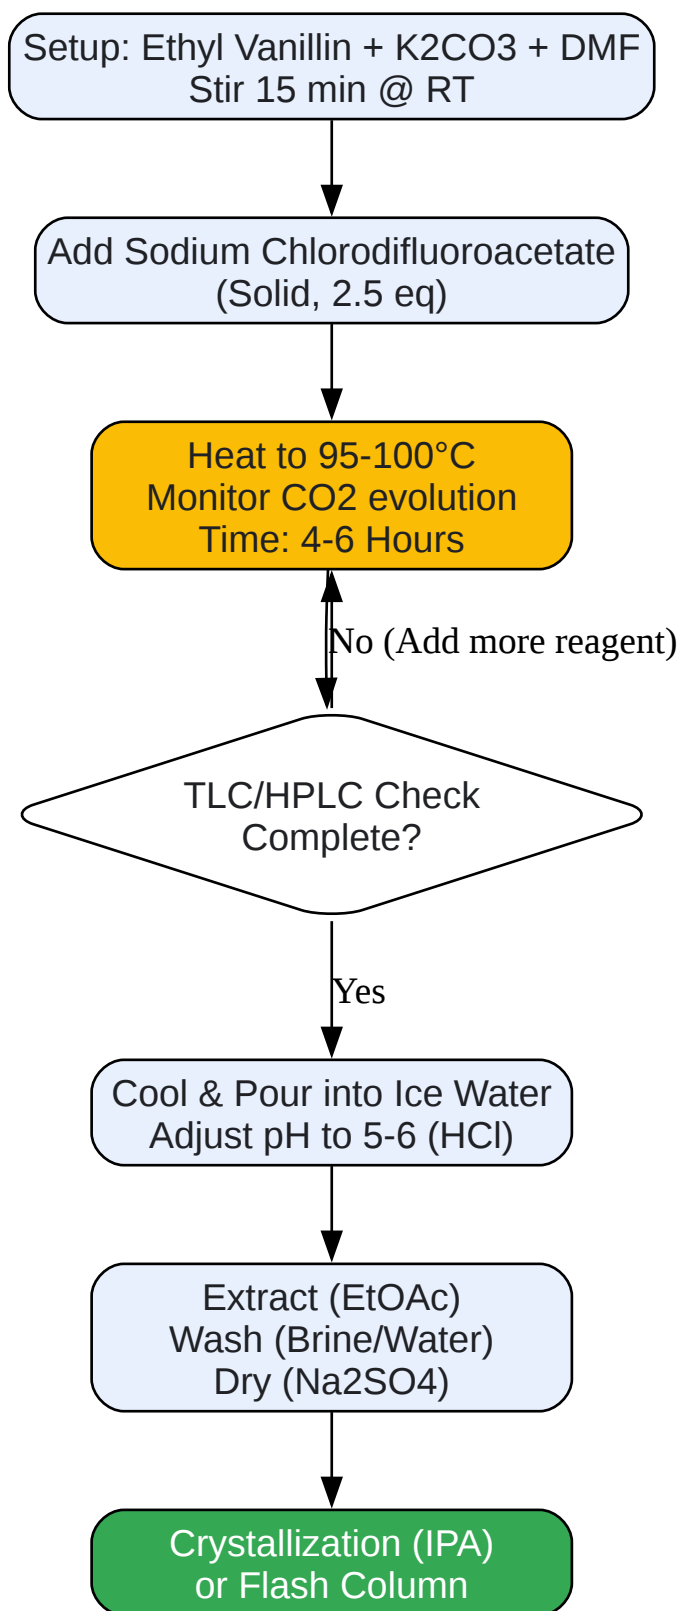 Setup: Ethyl Vanillin + K2CO3 + DMF
Stir 15 min @ RT
Add Sodium Chlorodifluoroacetate
(Solid, 2.5 eq)
Heat to 95-100°C
Monitor CO2 evolution
Time: 4-6 Hours
No (Add more reagent)
TLC/HPLC Check
Complete?
Yes
Cool & Pour into Ice Water
Adjust pH to 5-6 (HCl)
Extract (EtOAc)
Wash (Brine/Water)
Dry (Na2SO4)
Crystallization (IPA)
or Flash Column